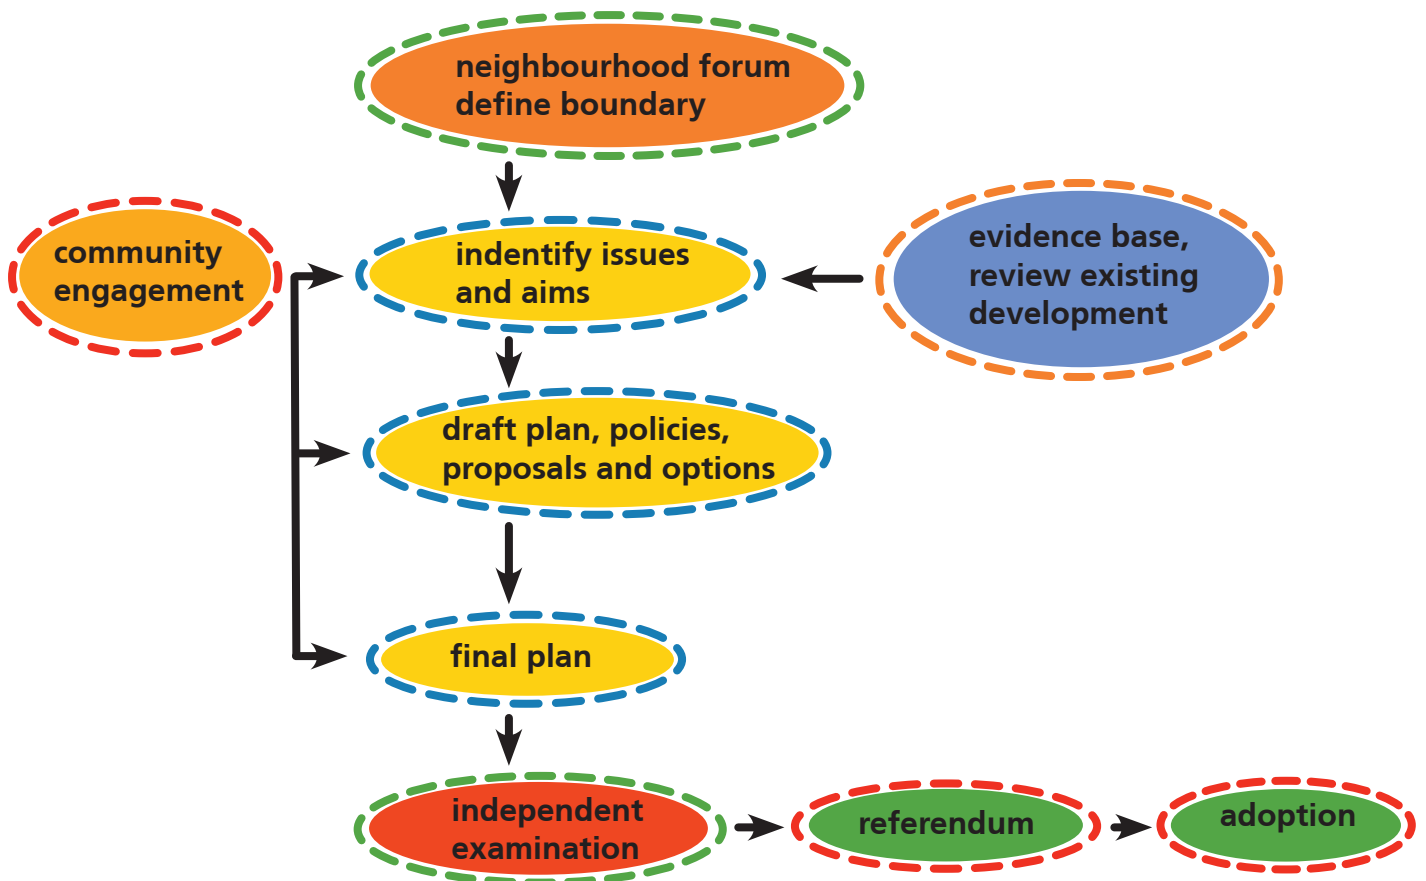 neighbourhood forum
define boundary
community
engagement
indentify issues
and aims
evidence base,
review existing
development
draft plan, policies,
proposals and options
final plan
independent
examination
referendum
adoption